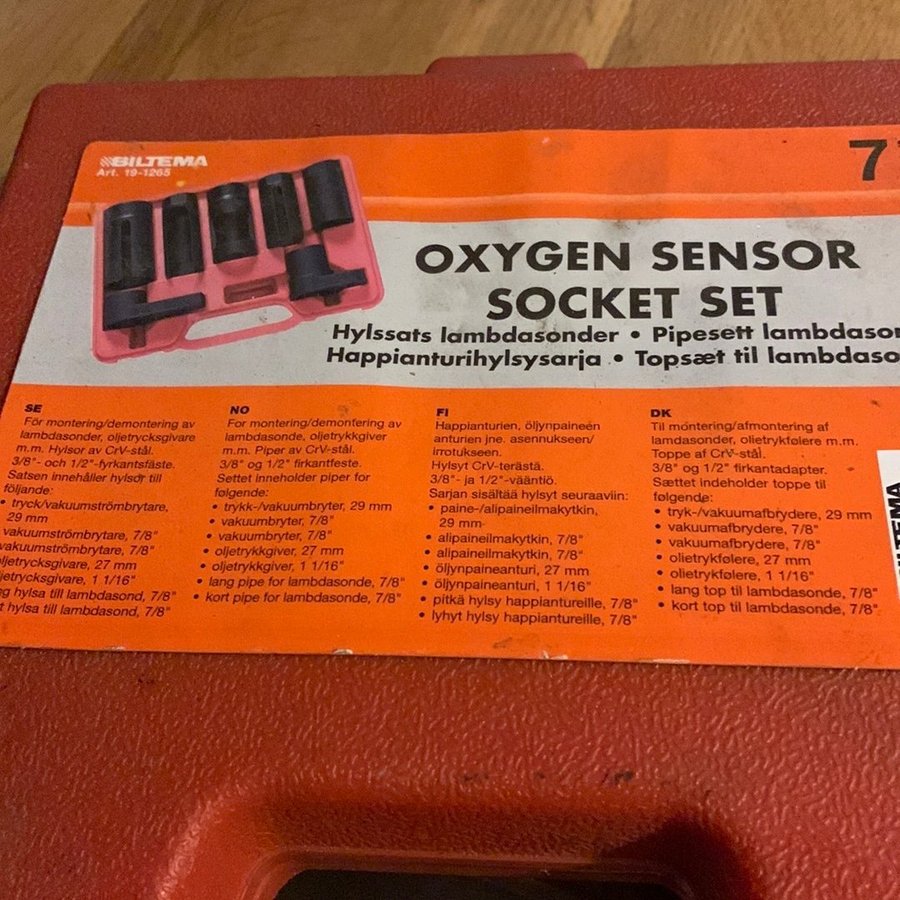 BILTEMA
Art. 19-1265
7
OXYGEN SENSOR
SOCKET SET
Hylssats lambdasonder • Pipesett lambdason
Happianturihylsysarja • Topsæt til lambdaso
SE
För montering/demontering av
lambdasonder, oljetrycksgivare
m.m. Hylsor av CrV-stål.
3/8"- och 1/2"-fyrkantsfäste.
Satsen innehåller hylsor till
följande:
• tryck/vakuumströmbrytare,
29 mm
vakuumströmbrytare, 7/8"
vakuumströmbrytare, 7/8"
ljetrycksgivare, 27 mm
ljetrycksgivare, 1 1/16"
ng hylsa till lambdasond, 7/8"
t hylsa till lambdasond, 7/8"
NO
For montering/demontering av
lambdasonde, oljetrykkgiver
m.m. Piper av CrV-stål.
3/8" og 1/2" firkantfeste.
Settet inneholder piper for
følgende:
• trykk-/vakuumbryter, 29 mm
• vakuumbryter, 7/8"
• vakuumbryter, 7/8"
• oljetrykkgiver, 27 mm
• oljetrykkgiver, 1 1/16"
• lang pipe for lambdasonde, 7/8"
• kort pipe for lambdasonde, 7/8"
FI
Happianturien, öljynpaineen
anturien jne. asennukseen/
irrotukseen.
Hylsyt CrV-terästä.
3/8"- ja 1/2"-vääntiö.
Sarjan sisältää hylsyt seuraaviin:
• paine-/alipaineilmakytkin,
29 mm
• alipaineilmakytkin, 7/8"
• alipaineilmakytkin, 7/8"
• öljynpaineanturi, 27 mm
• öljynpaineanturi, 1 1/16"
• pitkä hylsy happiantureille, 7/8"
• lyhyt hylsy happiantureille, 7/8"
DK
Til montering/afmontering af
lamdasonder, olietrykfølere m.m.
Toppe af CrV-stål.
3/8" og 1/2" firkantadapter.
Sættet indeholder toppe til
følgende:
• tryk-/vakuumafbrydere, 29 mm
• vakuumafbrydere, 7/8"
• vakuumafbrydere, 7/8"
• olietrykfølere, 27 mm
• olietrykfølere, 1 1/16"
• lang top til lambdasonde, 7/8"
• kort top til lambdasonde, 7/8"
BILTEMA